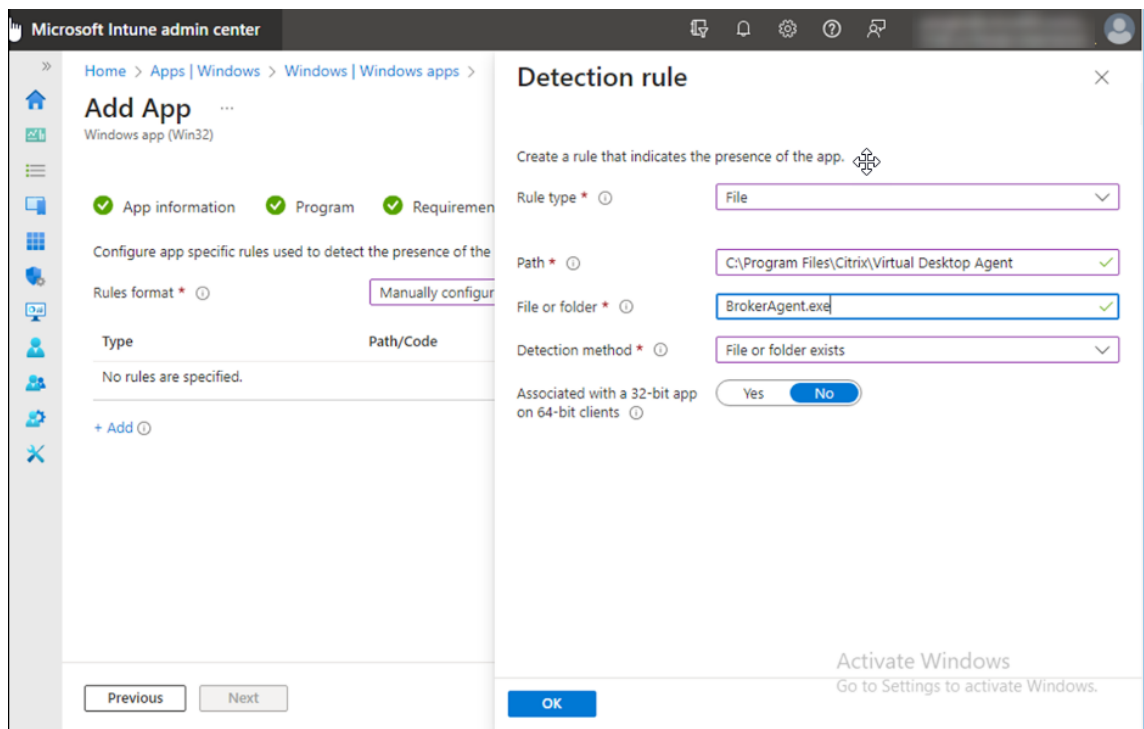 Microsoft Intune admin center
Home > Apps | Windows > Windows | Windows apps >
Add App ...
Windows app (Win32)
App information Program Requiremen
Configure app specific rules used to detect the presence of the
Rules format * Manually configur
Type Path/Code
No rules are specified.
+ Add
Previous Next
Detection rule
Create a rule that indicates the presence of the app.
Rule type * File
Path * C:\Program Files\Citrix\Virtual Desktop Agent
File or folder * BrokerAgent.exe
Detection method * File or folder exists
Associated with a 32-bit app Yes No
on 64-bit clients
Activate Windows
Go to Settings to activate Windows.
OK